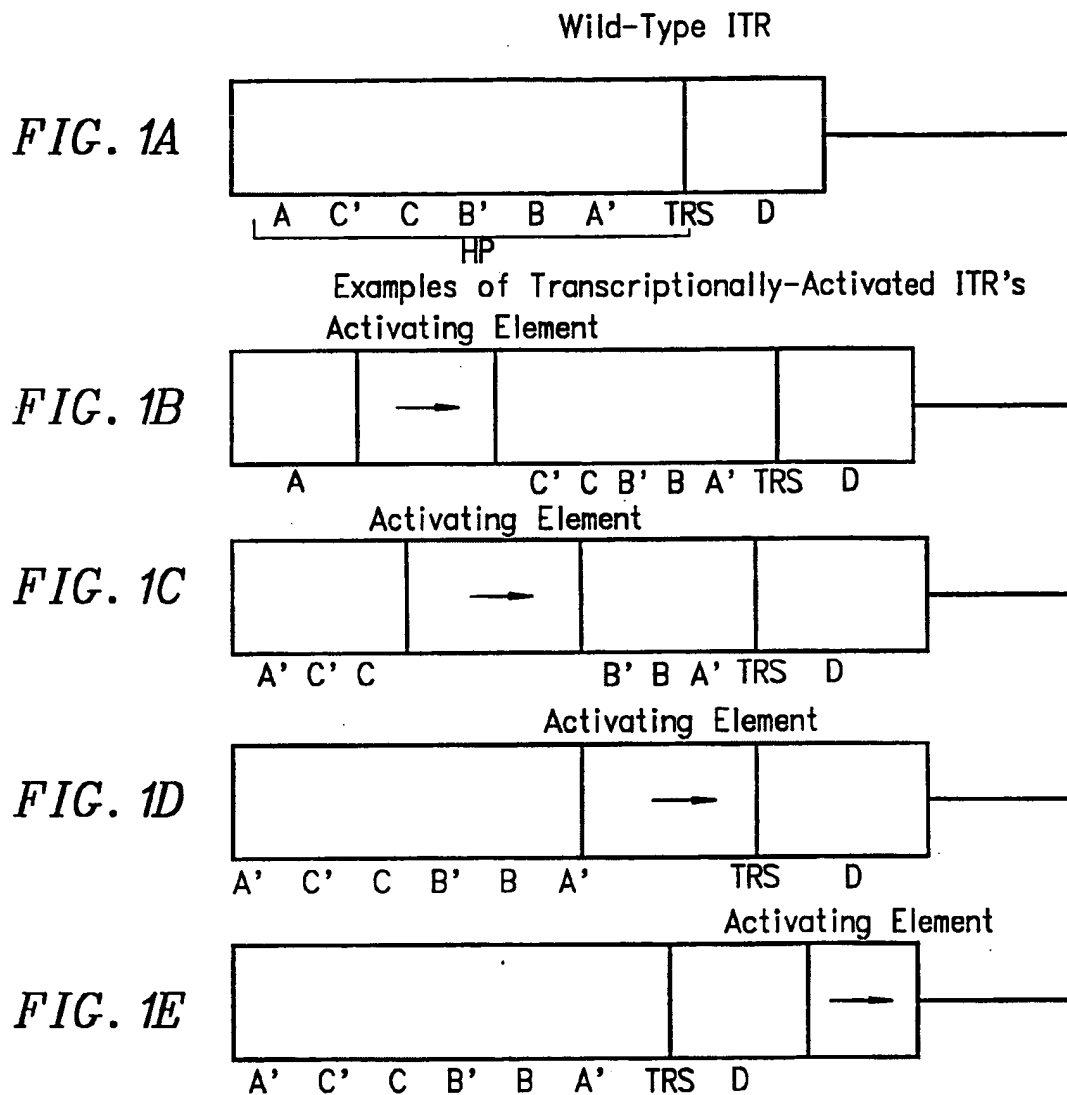 Wild-Type ITR
FIG. 1A
A C' C B' B A' TRS D
HP
Examples of Transcriptionally-Activated ITR's
Activating Element
FIG. 1B
A C' C B' B A' TRS D
Activating Element
FIG. 1C
A' C' C B' B A' TRS D
Activating Element
FIG. 1D
A' C' C B' B A' TRS D
Activating Element
FIG. 1E
A' C' C B' B A' TRS D